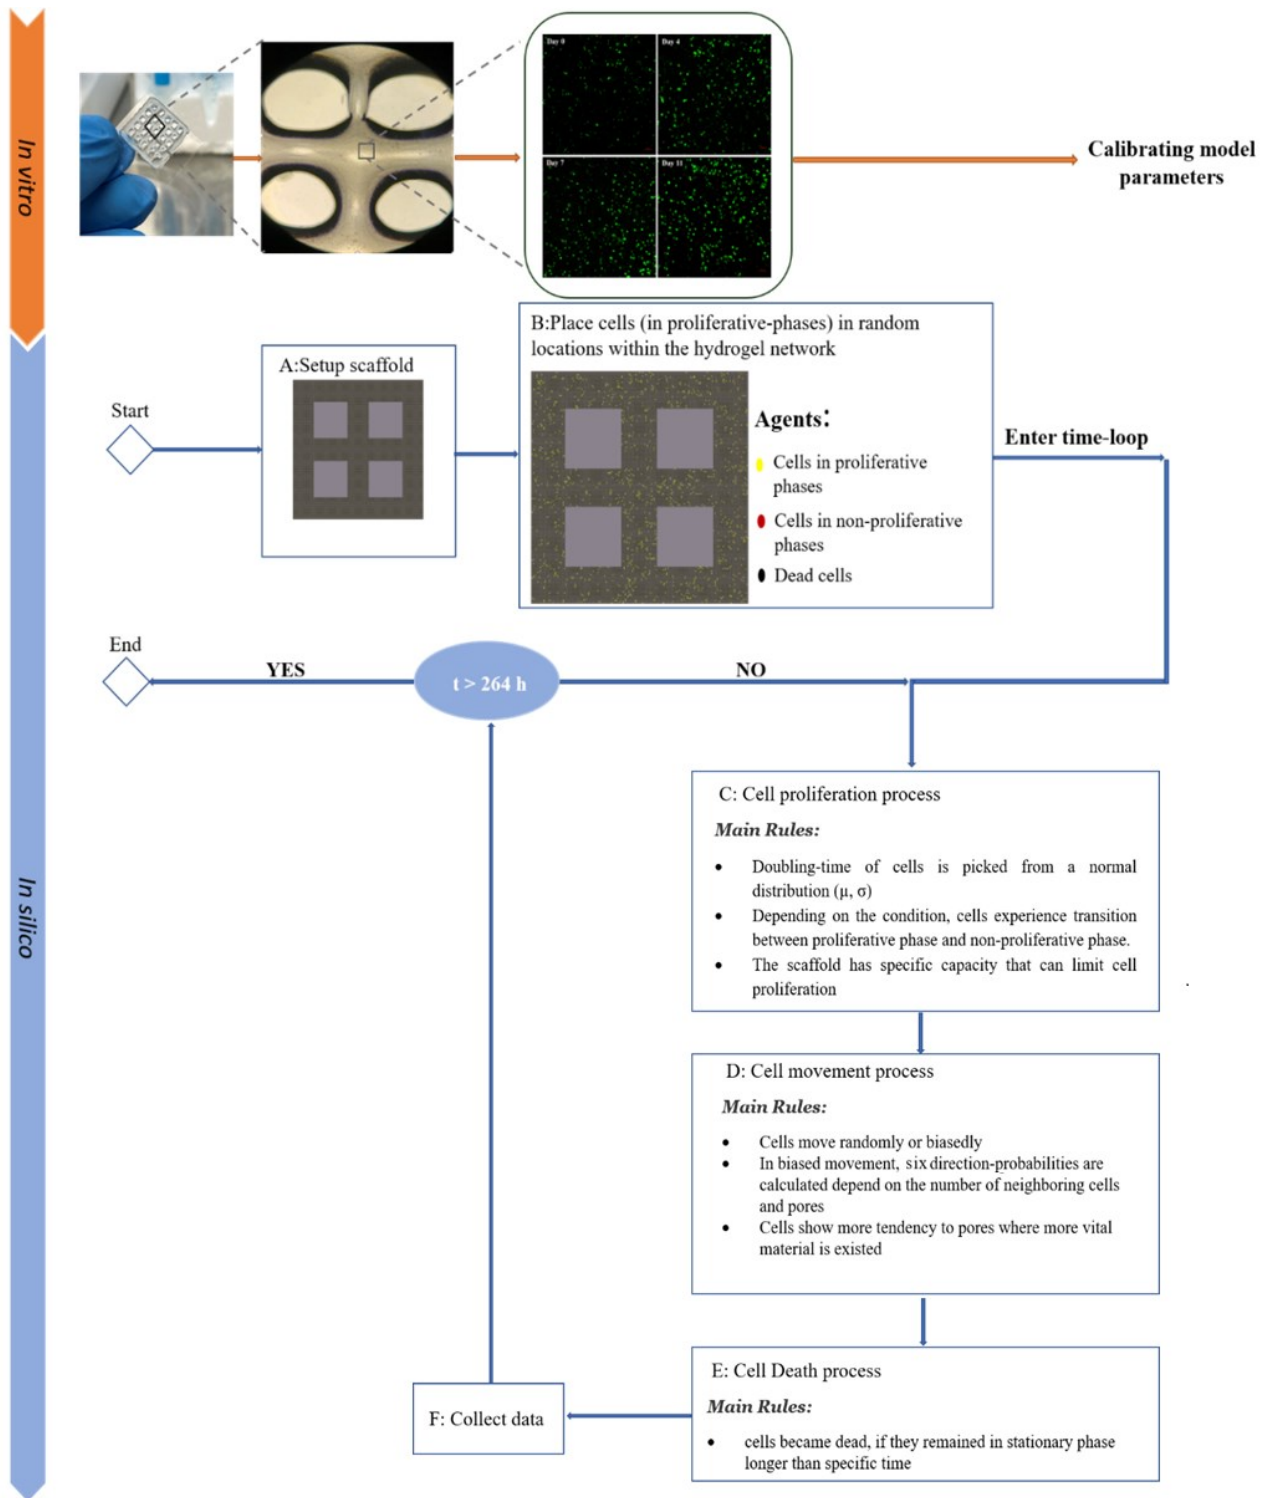 In vitro
Day 0
Day 4
Day 7
Day 11
Calibrating model
parameters
In silico
Start
A:Setup scaffold
B:Place cells (in proliferative-phases) in random
locations within the hydrogel network
Agents:
Cells in proliferative
phases
Cells in non-proliferative
phases
Dead cells
Enter time-loop
End
YES
t > 264 h
NO
C: Cell proliferation process
Main Rules:
• Doubling-time of cells is picked from a normal
distribution (μ, σ)
• Depending on the condition, cells experience transition
between proliferative phase and non-proliferative phase.
• The scaffold has specific capacity that can limit cell
proliferation
.
D: Cell movement process
Main Rules:
• Cells move randomly or biasedly
• In biased movement, six direction-probabilities are
calculated depend on the number of neighboring cells
and pores
• Cells show more tendency to pores where more vital
material is existed
E: Cell Death process
Main Rules:
• cells became dead, if they remained in stationary phase
longer than specific time
F: Collect data